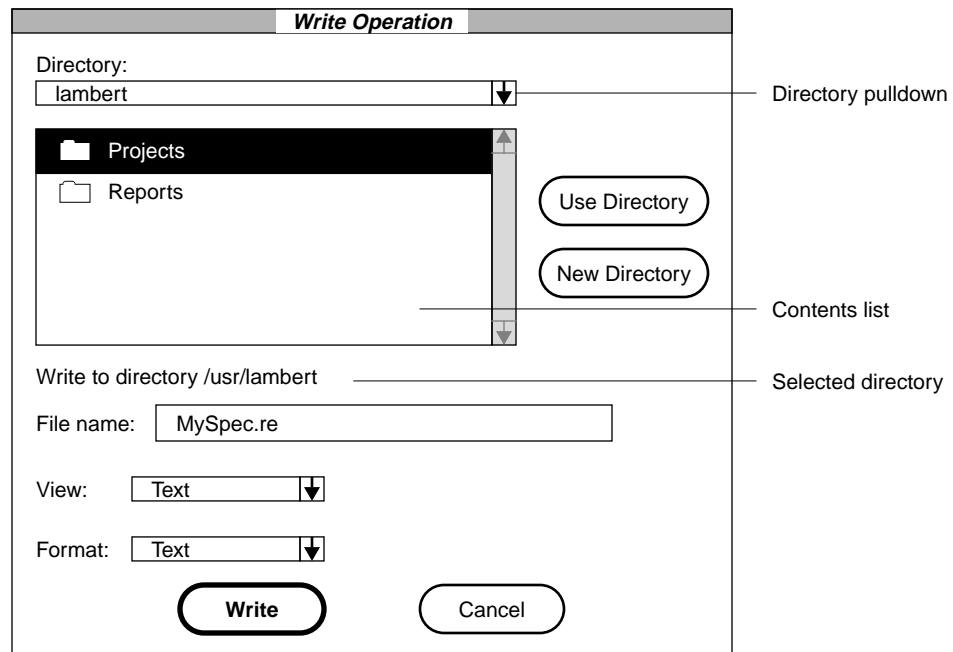 Write Operation
Directory:
lambert
Directory pulldown
Projects
Reports
Use Directory
New Directory
Contents list
Write to directory /usr/lambert
Selected directory
File name: MySpec.re
View: Text
Format: Text
Write Cancel